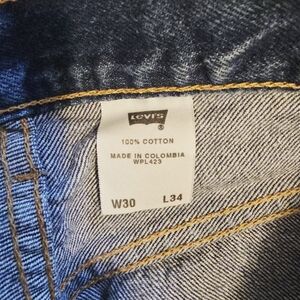 Levi's
®
100% COTTON
MADE IN COLOMBIA
WPL423
W30 L34